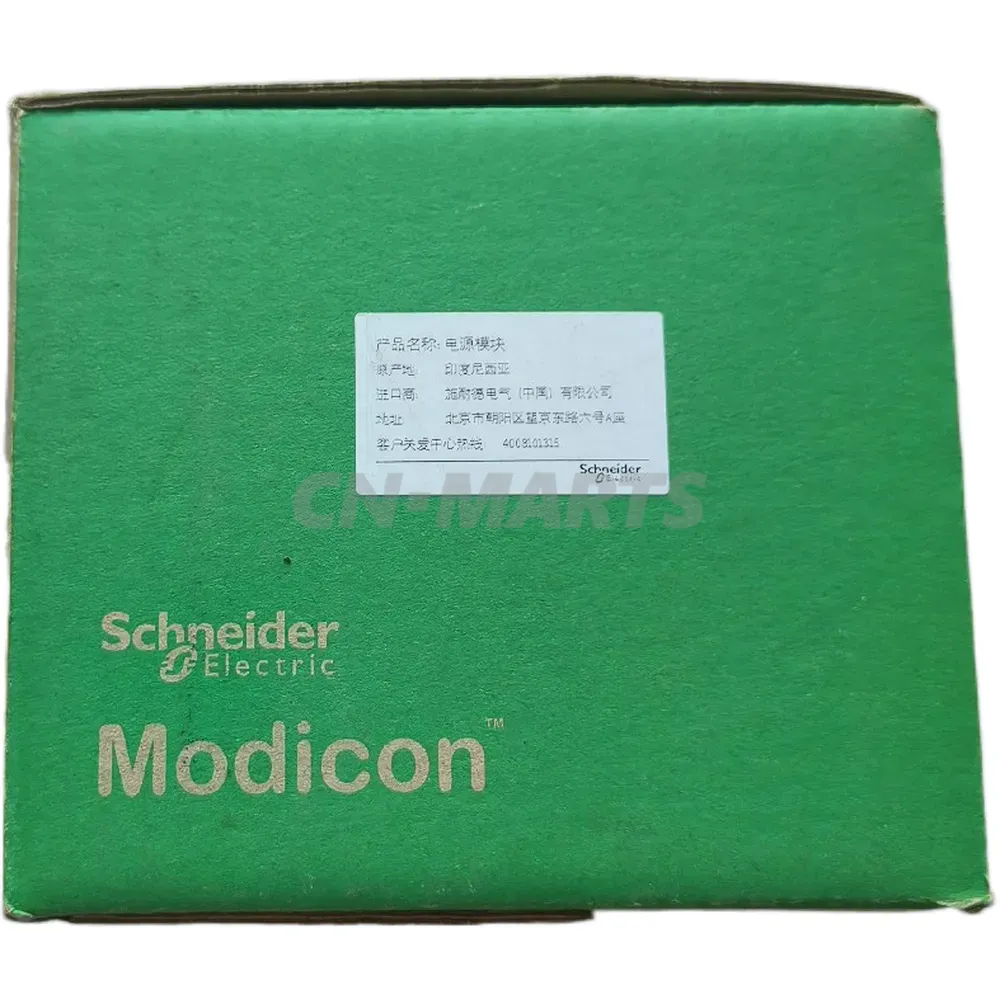 产品名称: 电源模块
原产地: 印度尼西亚
进口商: 施耐德电气 (中国) 有限公司
地址: 北京市朝阳区望京东路六号A座
客户关爱中心热线: 4008101315
Schneider
Electric
CN-MARTS
Schneider
Electric
Modicon™